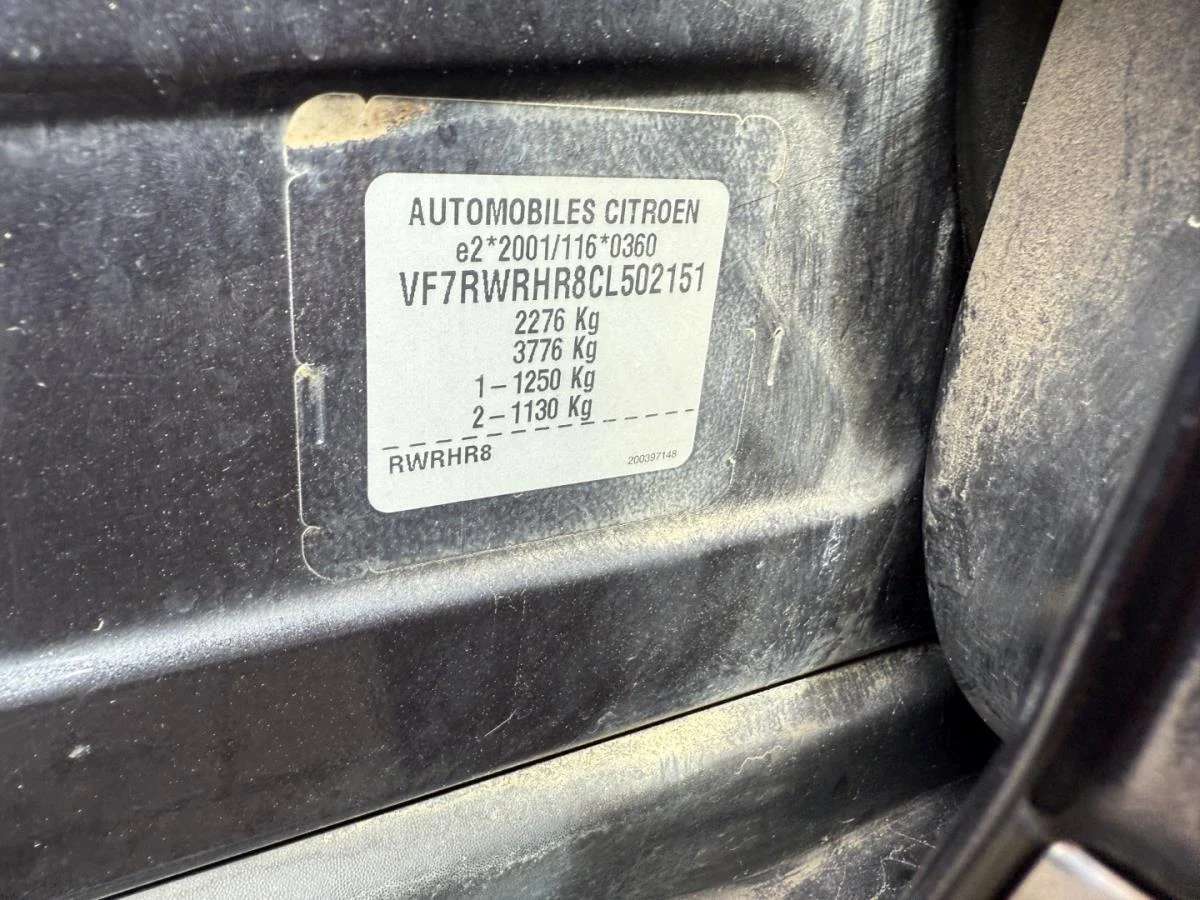 AUTOMOBILES CITROEN
e2*2001/116*0360
VF7RWRHR8CL502151
2276 Kg
3776 Kg
1-1250 Kg
2-1130 Kg
RWRHR8
200397148